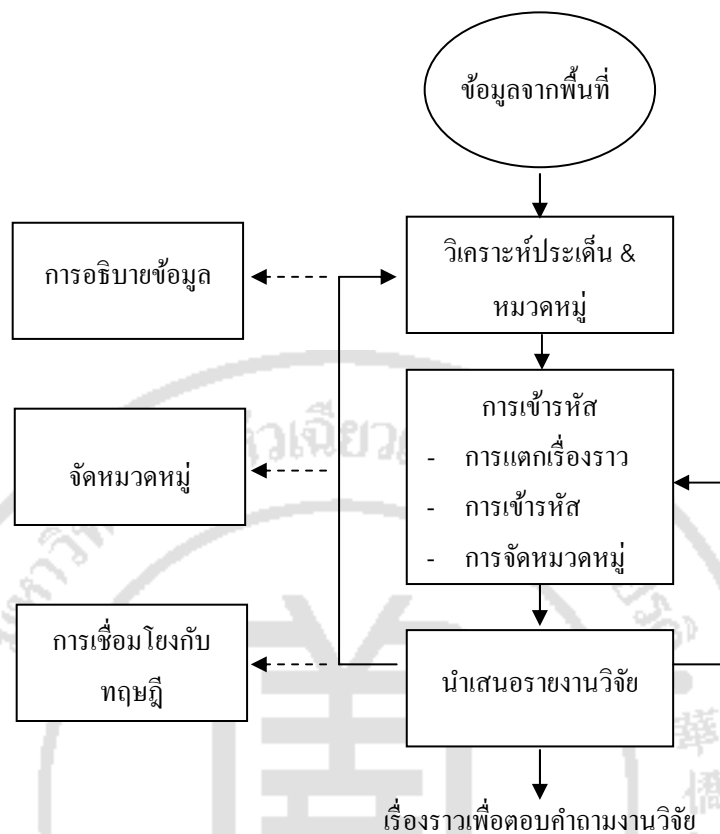 ข้อมูลจากพื้นที่
วิเคราะห์ประเด็น &
หมวดหมู่
การอธิบายข้อมูล
การเข้ารหัส
- การแตกเรื่องราว
- การเข้ารหัส
- การจัดหมวดหมู่
จัดหมวดหมู่
การเชื่อมโยงกับ
ทฤษฎี
นำเสนอรายงานวิจัย
เรื่องราวเพื่อตอบคำถามงานวิจัย
華
僑